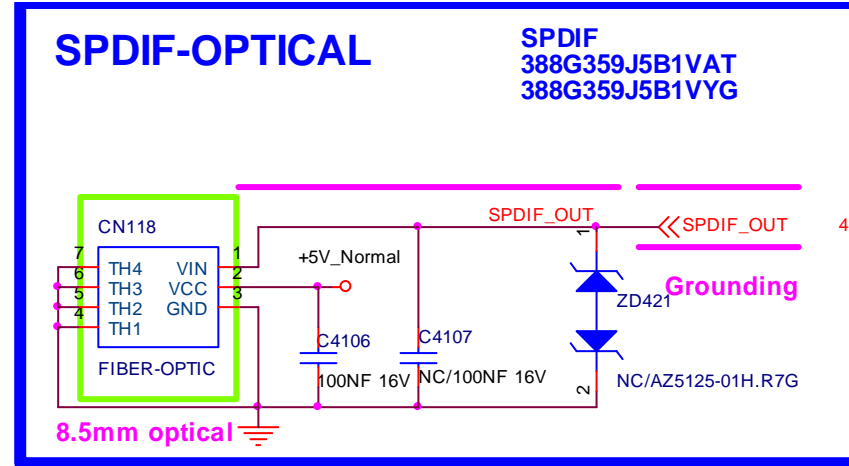 SPDIF-OPTICAL
SPDIF
388G359J5B1VAT
388G359J5B1VYG
CN118
SPDIF_OUT
SPDIF_OUT 4
7 TH4 VIN 1
6 TH3 VCC 2
5 TH2 GND 3
4 TH1
+5V_Normal
1
Grounding
ZD421
C4106
C4107
FIBER-OPTIC
100NF 16V
NC/100NF 16V
2
NC/AZ5125-01H.R7G
8.5mm optical